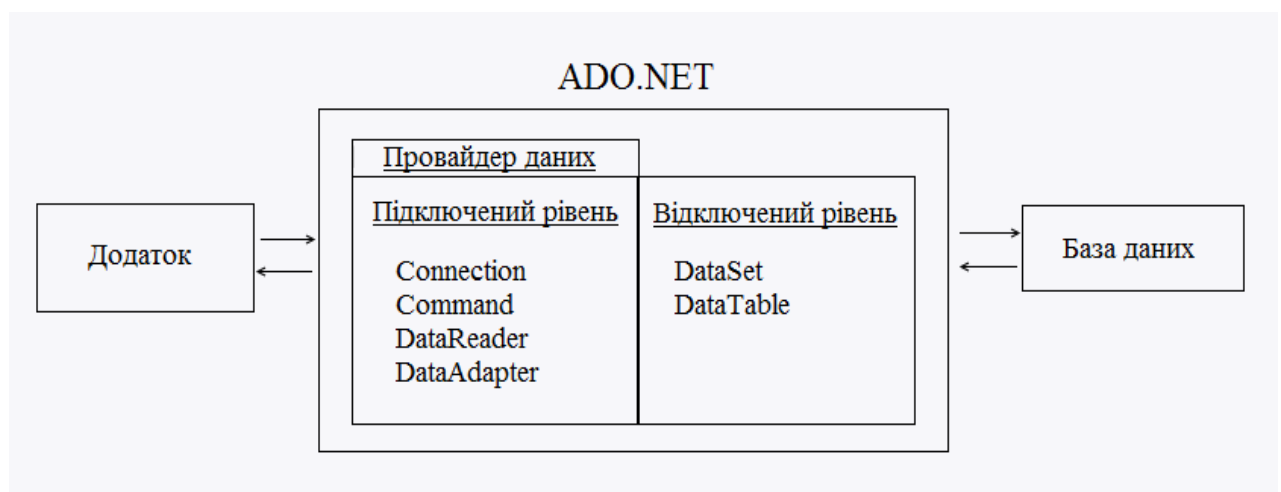 ADO.NET
Провайдер даних
Підключений рівень
Connection
Command
DataReader
DataAdapter
Відключений рівень
DataSet
DataTable
Додаток
База даних